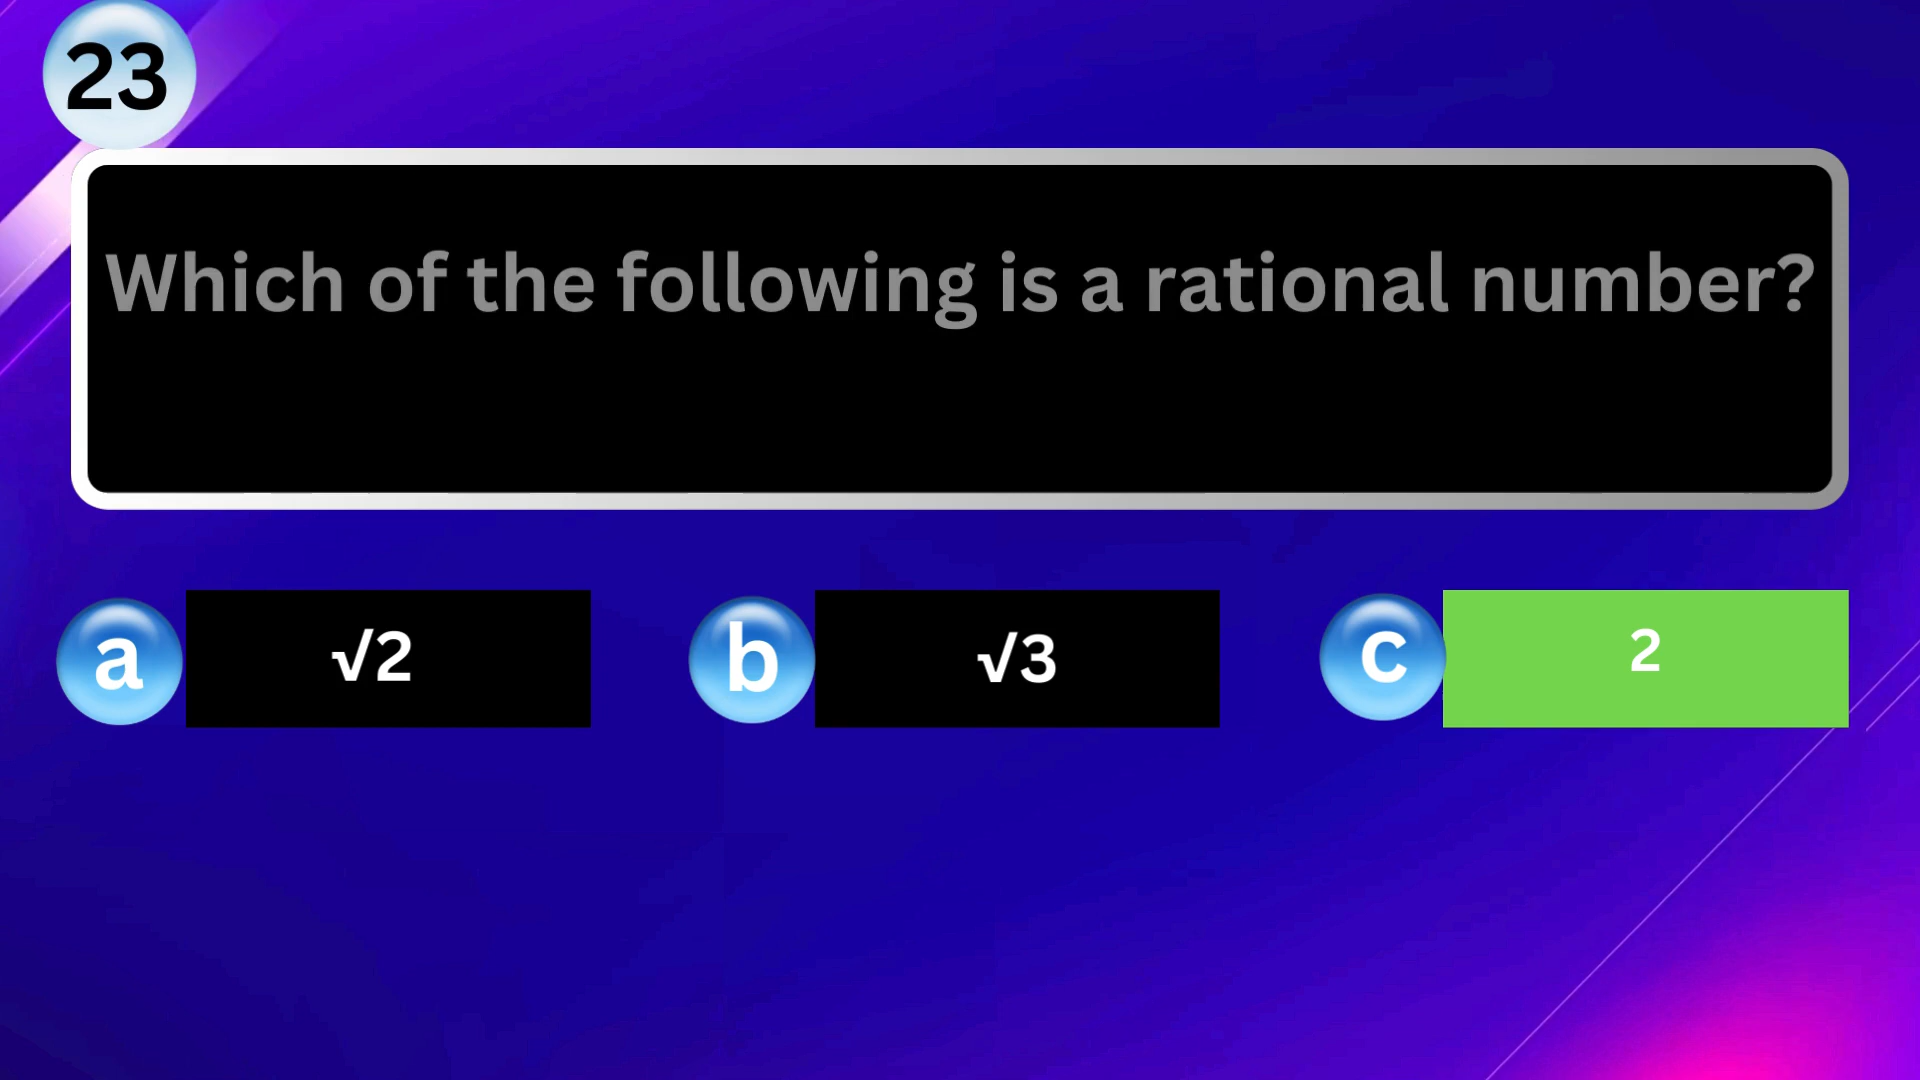 23
Which of the following is a rational number?
a √2
b √3
c 2